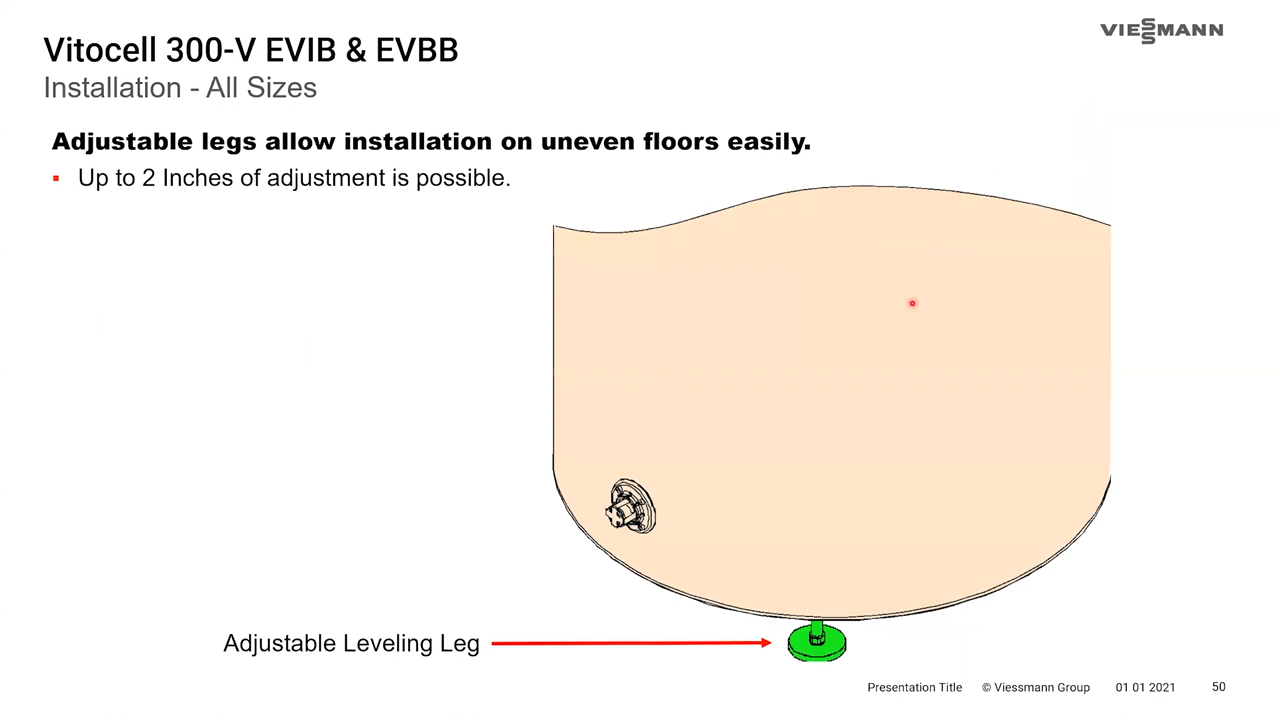 Vitocell 300-V EVIB & EVBB
VIESSMANN
Installation - All Sizes
Adjustable legs allow installation on uneven floors easily.
▪ Up to 2 Inches of adjustment is possible.
Adjustable Leveling Leg
Presentation Title © Viessmann Group 01 01 2021 50